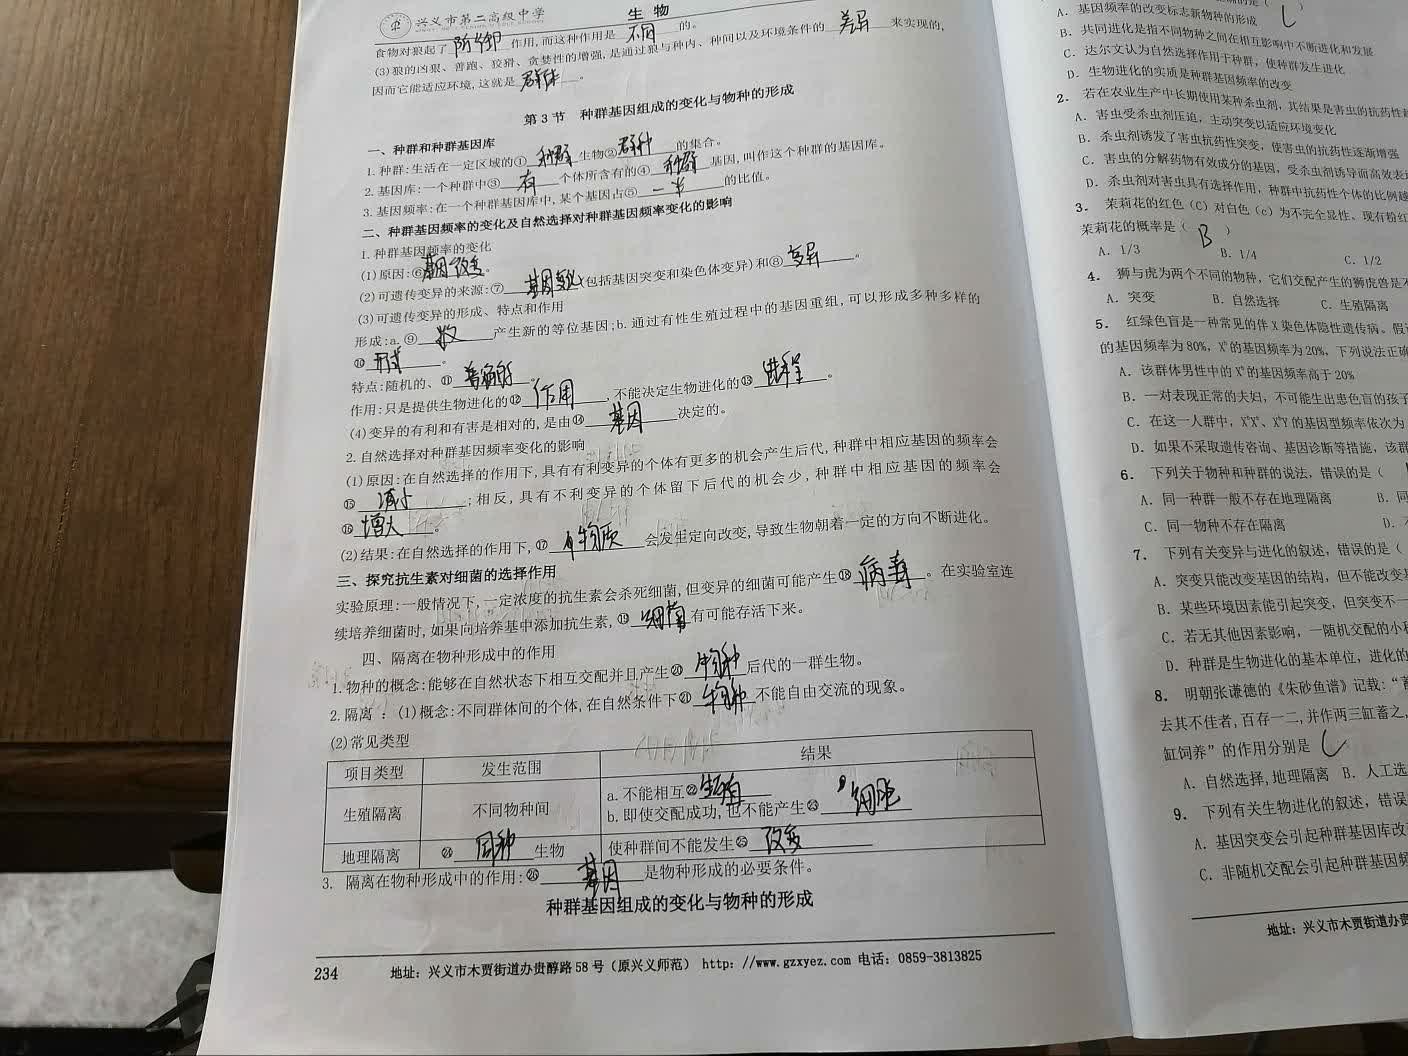 兴义市第二高级中学 生物
食物对狼起了 阶卸 作用,而这种作用是 不同 的。
(3)狼的凶狠、善跑、狡猾、贪婪性的增强,是通过狼与种内、种间以及环境条件的 差异 来实现的,
因而它能适应环境,这就是 群体 。
第 3 节 种群基因组成的变化与物种的形成
一、种群和种群基因库
1.种群:生活在一定区域的① 种群 生物② 群种 的集合。
2.基因库:一个种群中③ 有 个体所含有的④ 种群 基因,叫作这个种群的基因库。
3.基因频率:在一个种群基因库中,某个基因占⑤ 一半 的比值。
二、种群基因频率的变化及自然选择对种群基因频率变化的影响
1.种群基因频率的变化
(1)原因:⑥ 基因改变 。
(2)可遗传变异的来源:⑦ 基因变化 (包括基因突变和染色体变异)和⑧ 变异 。
(3)可遗传变异的形成、特点和作用
形成:a.⑨ 数 产生新的等位基因;b.通过有性生殖过程中的基因重组,可以形成多种多样的
⑩ 形式 。
特点:随机的、⑪ 普遍的 。
作用:只是提供生物进化的⑫ 作用 ,不能决定生物进化的⑬ 进程 。
(4)变异的有利和有害是相对的,是由⑭ 基因 决定的。
2.自然选择对种群基因频率变化的影响
(1)原因:在自然选择的作用下,具有有利变异的个体有更多的机会产生后代,种群中相应基因的频率会
⑮ 减小 ;相反,具有不利变异的个体留下后代的机会少,种群中相应基因的频率会
⑯ 增大 。
(2)结果:在自然选择的作用下,⑰ 物质 会发生定向改变,导致生物朝着一定的方向不断进化。
三、探究抗生素对细菌的选择作用
实验原理:一般情况下,一定浓度的抗生素会杀死细菌,但变异的细菌可能产生⑱ 病毒 。在实验室连
续培养细菌时,如果向培养基中添加抗生素,⑲ 细菌 有可能存活下来。
四、隔离在物种形成中的作用
1.物种的概念:能够在自然状态下相互交配并且产生⑳ 物种 后代的一群生物。
2.隔离 :(1)概念:不同群体间的个体,在自然条件下㉑ 物种 不能自由交流的现象。
(2)常见类型
项目类型 发生范围 结果
生殖隔离 不同物种间 a.不能相互㉒ 生殖
b.即使交配成功,也不能产生㉓ 细胞
地理隔离 ㉔ 同种 生物 使种群间不能发生㉕ 改变
3. 隔离在物种形成中的作用:㉖ 基因 是物种形成的必要条件。
种群基因组成的变化与物种的形成
234 地址：兴义市木贾街道办贵醇路58号（原兴义师范） http：//www.gzxyez.com 电话：0859-3813825
A. 基因频率的改变标志新物种的形成
B. 共同进化是指不同物种之间在相互影响中不断进化和发展
C. 达尔文认为自然选择作用于种群，使种群发生进化
D. 生物进化的实质是种群基因频率的改变
2. 若在农业生产中长期使用某种杀虫剂，其结果是害虫的抗药性
A. 害虫受杀虫剂压迫，主动突变以适应环境变化
B. 杀虫剂诱发了害虫抗药性突变，使害虫的抗药性逐渐增强
C. 害虫的分解药物有效成分的基因，受杀虫剂诱导而高效表
D. 杀虫剂对害虫具有选择作用，种群中抗药性个体的比例
3. 茉莉花的红色（C）对白色（c）为不完全显性。现有粉红
茉莉花的概率是（ B ）
A. 1/3 B. 1/4 C. 1/2
4. 狮与虎为两个不同的物种，它们交配产生的狮虎兽是
A. 突变 B. 自然选择 C. 生殖隔离
5. 红绿色盲是一种常见的伴X染色体隐性遗传病。假
的基因频率为80%，Xᵇ的基因频率为20%，下列说法正确
A. 该群体男性中的Xᵇ的基因频率高于20%
B. 一对表现正常的夫妇，不可能生出患色盲的孩子
C. 在这一人群中，XᵇXᵇ、XᵇY的基因型频率依次为
D. 如果不采取遗传咨询、基因诊断等措施，该群
6. 下列关于物种和种群的说法，错误的是（
A. 同一种群一般不存在地理隔离 B. 同
C. 同一物种不存在隔离 D.
7. 下列有关变异与进化的叙述，错误的是（
A. 突变只能改变基因的结构，但不能改变
B. 某些环境因素能引起突变，但突变不一
C. 若无其他因素影响，一随机交配的小
D. 种群是生物进化的基本单位，进化的
8. 明朝张谦德的《朱砂鱼谱》记载：“蓄
去其不佳者，百存一二，并作两三缸蓄之，
缸饲养”的作用分别是
A. 自然选择,地理隔离 B. 人工选
9. 下列有关生物进化的叙述，错误
A. 基因突变会引起种群基因库改
C. 非随机交配会引起种群基因频
地址：兴义市木贾街道办贵